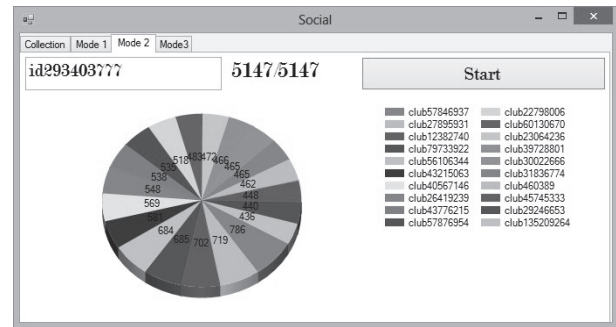 Social
Collection Mode 1 Mode 2 Mode3
id293403777 5147/5147 Start
club57846937 club22798006
club27895931 club60130670
club12382740 club23064236
club79733922 club39728801
club56106344 club30022666
club43215063 club31836774
club40567146 club460389
club26419239 club45745333
club43776215 club29246653
club57876954 club135209264
518 483 472 466
535 465
538 465
548 462
569 448
581 440
684 436
685 786
702 719